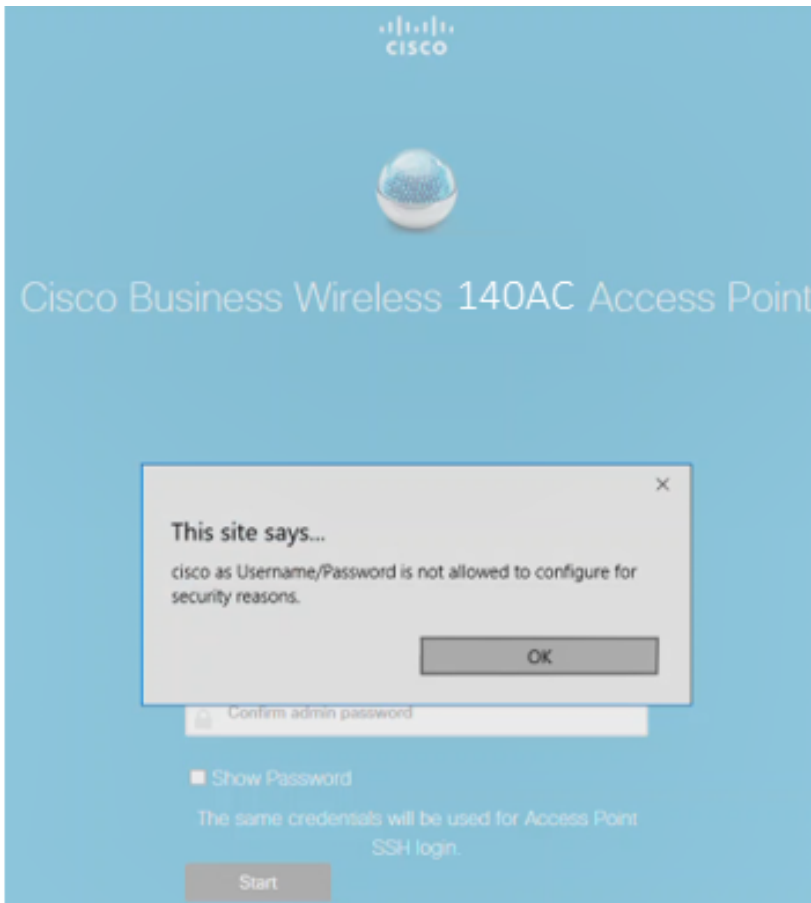 CISCO
Cisco Business Wireless 140AC Access Point
This site says...
cisco as Username/Password is not allowed to configure for
security reasons.
OK
Confirm admin password
Show Password
The same credentials will be used for Access Point
SSH login.
Start